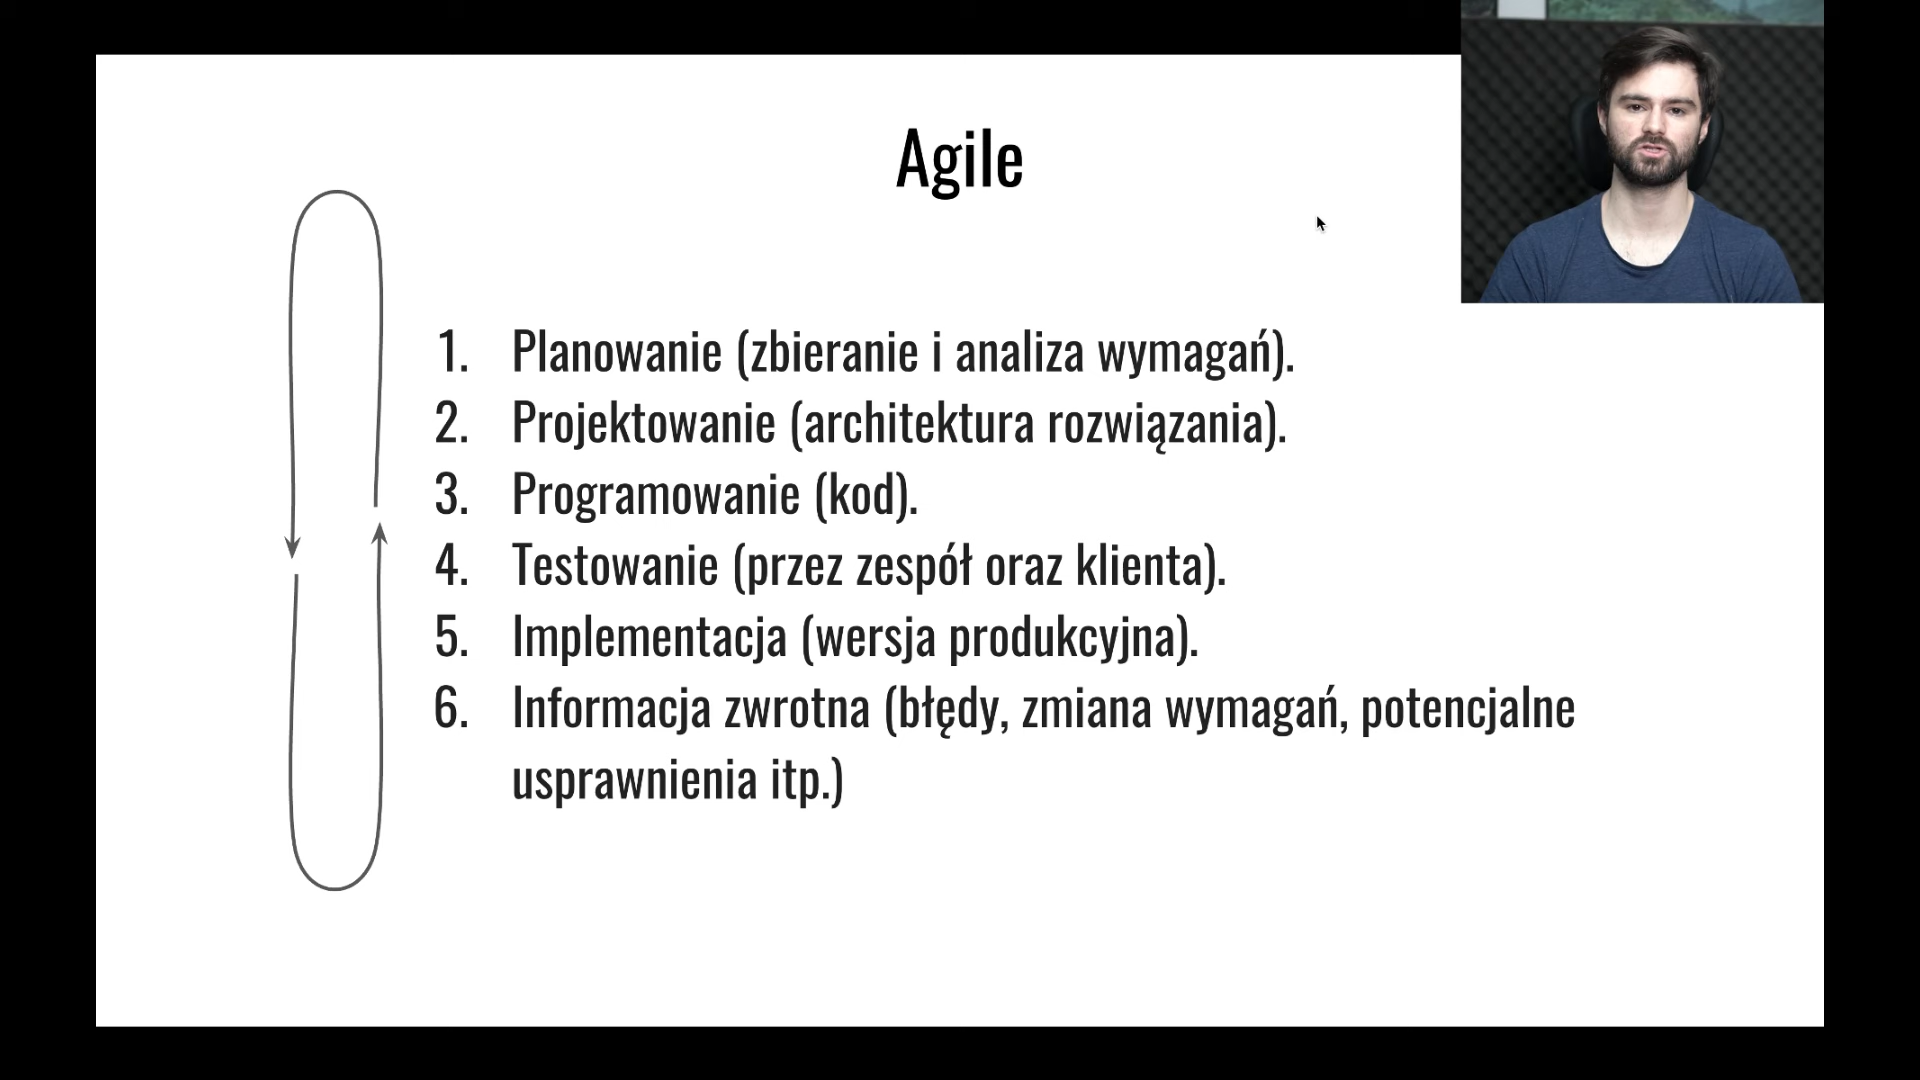 Agile
1. Planowanie (zbieranie i analiza wymagań).
2. Projektowanie (architektura rozwiązania).
3. Programowanie (kod).
4. Testowanie (przez zespół oraz klienta).
5. Implementacja (wersja produkcyjna).
6. Informacja zwrotna (błędy, zmiana wymagań, potencjalne
usprawnienia itp.)